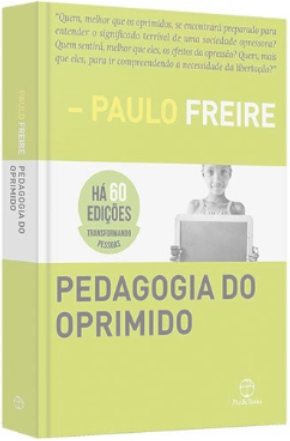 "Quem, melhor que os oprimidos, se encontrará preparado para
entender o significado terrível de uma sociedade opressora?
Quem sentirá, melhor que eles, os efeitos da opressão? Quem, mais
que eles, para ir compreendendo a necessidade da libertação?"
– PAULO FREIRE
HÁ 60
EDIÇÕES
TRANSFORMANDO
PESSOAS
PEDAGOGIA DO
OPRIMIDO
PAULO FREIRE
PEDAGOGIA DO
OPRIMIDO
Paz & Terra